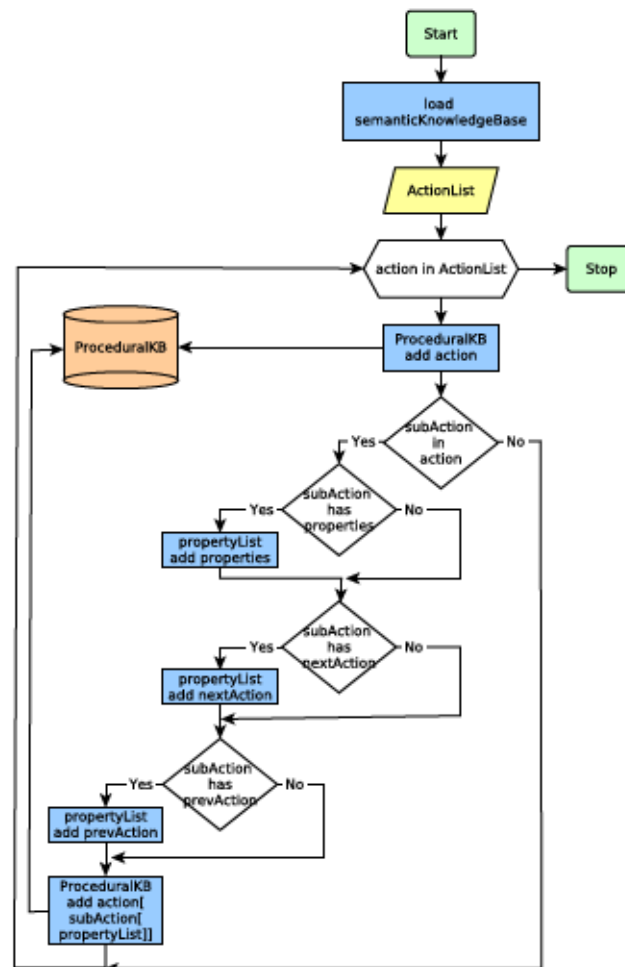 Start
load
semanticKnowledgeBase
ActionList
action in ActionList
Stop
ProceduralKB
ProceduralKB
add action
subAction
in
action
Yes
No
subAction
has
properties
Yes
No
propertyList
add properties
subAction
has
nextAction
Yes
No
propertyList
add nextAction
subAction
has
prevAction
Yes
No
propertyList
add prevAction
ProceduralKB
add action[
subAction[
propertyList]]